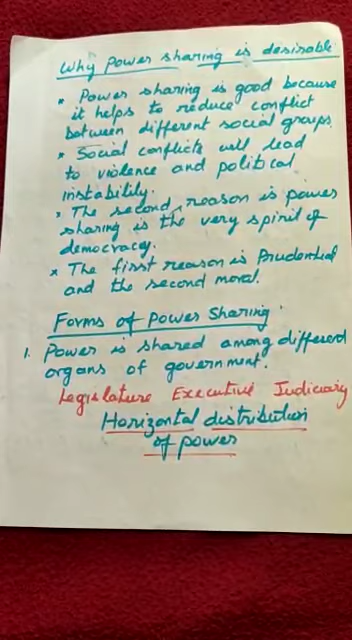 Why Power sharing is desirable
* Power sharing is good because
it helps to reduce conflict
between different social groups.
* Social conflicts will lead
to violence and political
instability.
* The second reason is power
sharing is the very spirit of
democracy.
* The first reason is Prudential
and the second moral.
Forms of Power Sharing
1. Power is shared among different
organs of government.
Legislature Executive Judiciary
Horizontal distribution
of power